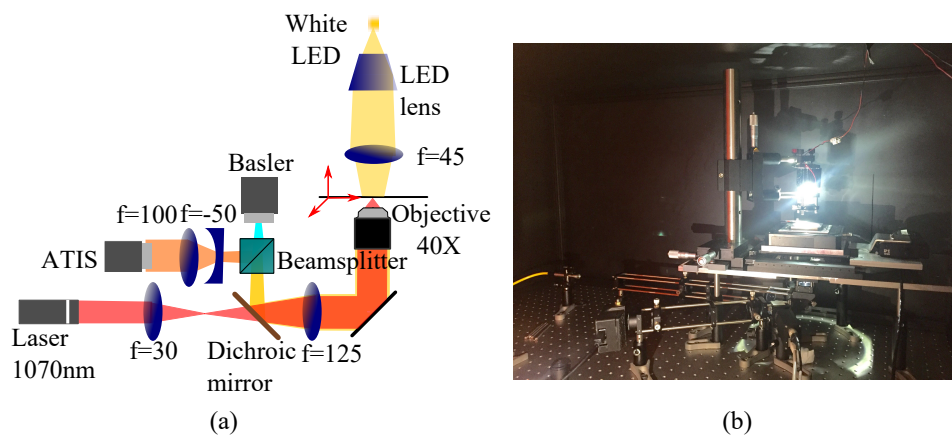 White
LED
LED
lens
f=45
Basler
f=100
f=-50
Objective
40X
ATIS
Beamsplitter
Laser
1070nm
f=30
Dichroic
mirror
f=125
(a)
(b)